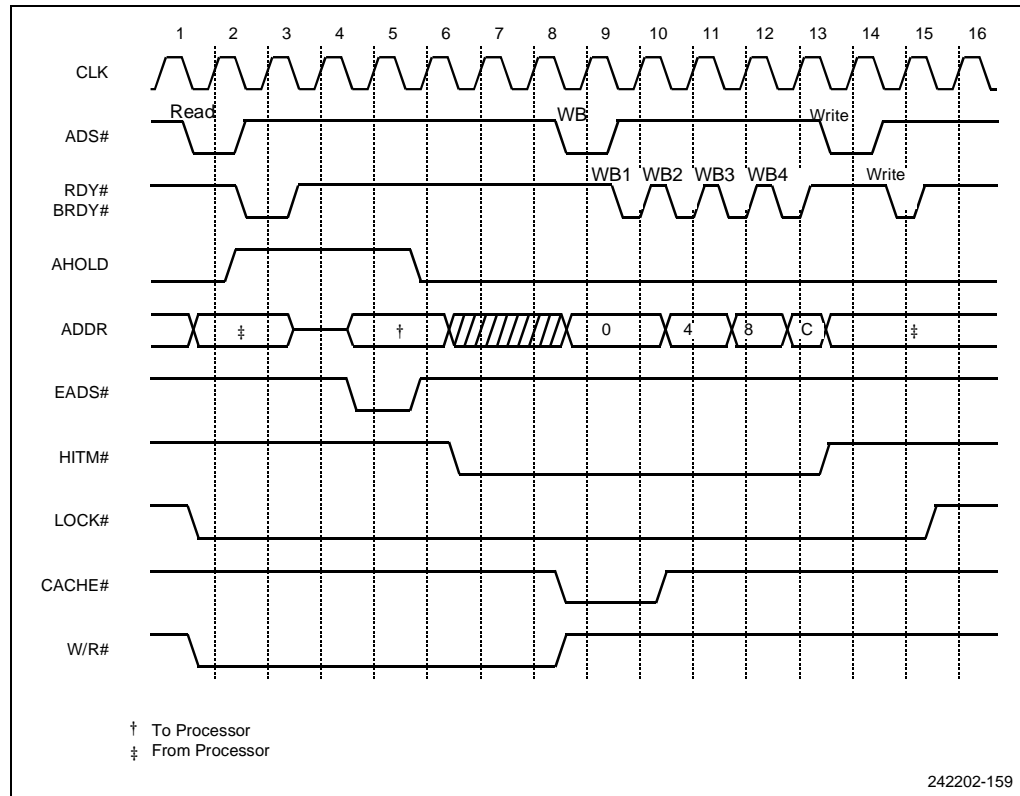 1 2 3 4 5 6 7 8 9 10 11 12 13 14 15 16
CLK
Read WB Write
ADS#
WB1 WB2 WB3 WB4 Write
RDY#
BRDY#
AHOLD
ADDR ‡ † 0 4 8 C ‡
EADS#
HITM#
LOCK#
CACHE#
W/R#
† To Processor
‡ From Processor
242202-159